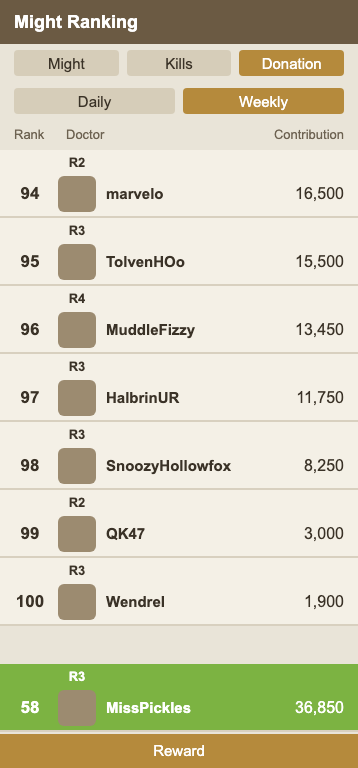 Might Ranking
Might Kills Donation
Daily Weekly
Rank Doctor Contribution
R2
94 marvelo 16,500
R3
95 TolvenHOo 15,500
R4
96 MuddleFizzy 13,450
R3
97 HalbrinUR 11,750
R3
98 SnoozyHollowfox 8,250
R2
99 QK47 3,000
R3
100 Wendrel 1,900
R3
58 MissPickles 36,850
Reward